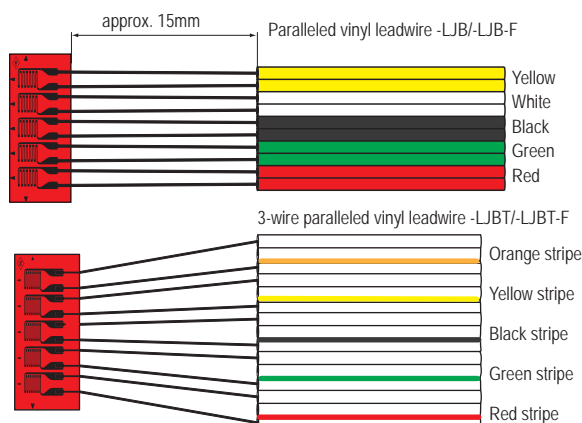 approx. 15mm
Paralleled vinyl leadwire -LJB/-LJB-F
Yellow
White
Black
Green
Red
3-wire paralleled vinyl leadwire -LJBT/-LJBT-F
Orange stripe
Yellow stripe
Black stripe
Green stripe
Red stripe